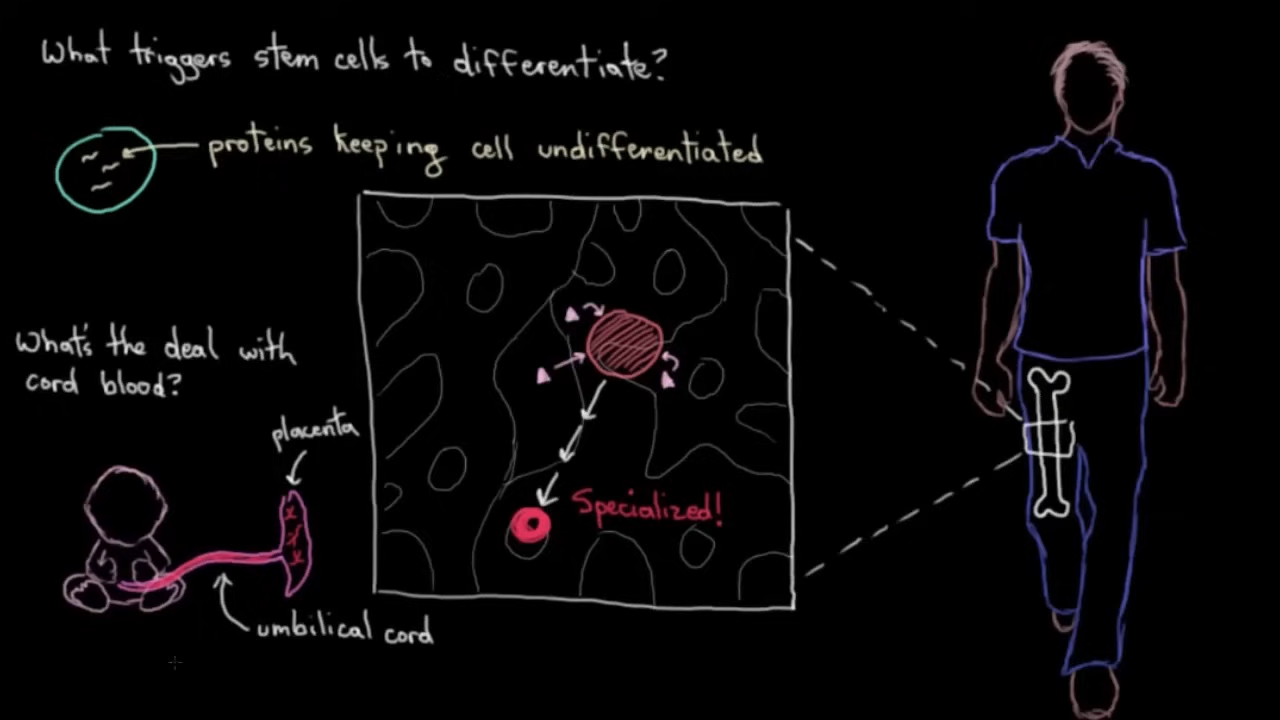 What triggers stem cells to differentiate?
proteins keeping cell undifferentiated
What's the deal with
cord blood?
placenta
Specialized!
umbilical cord